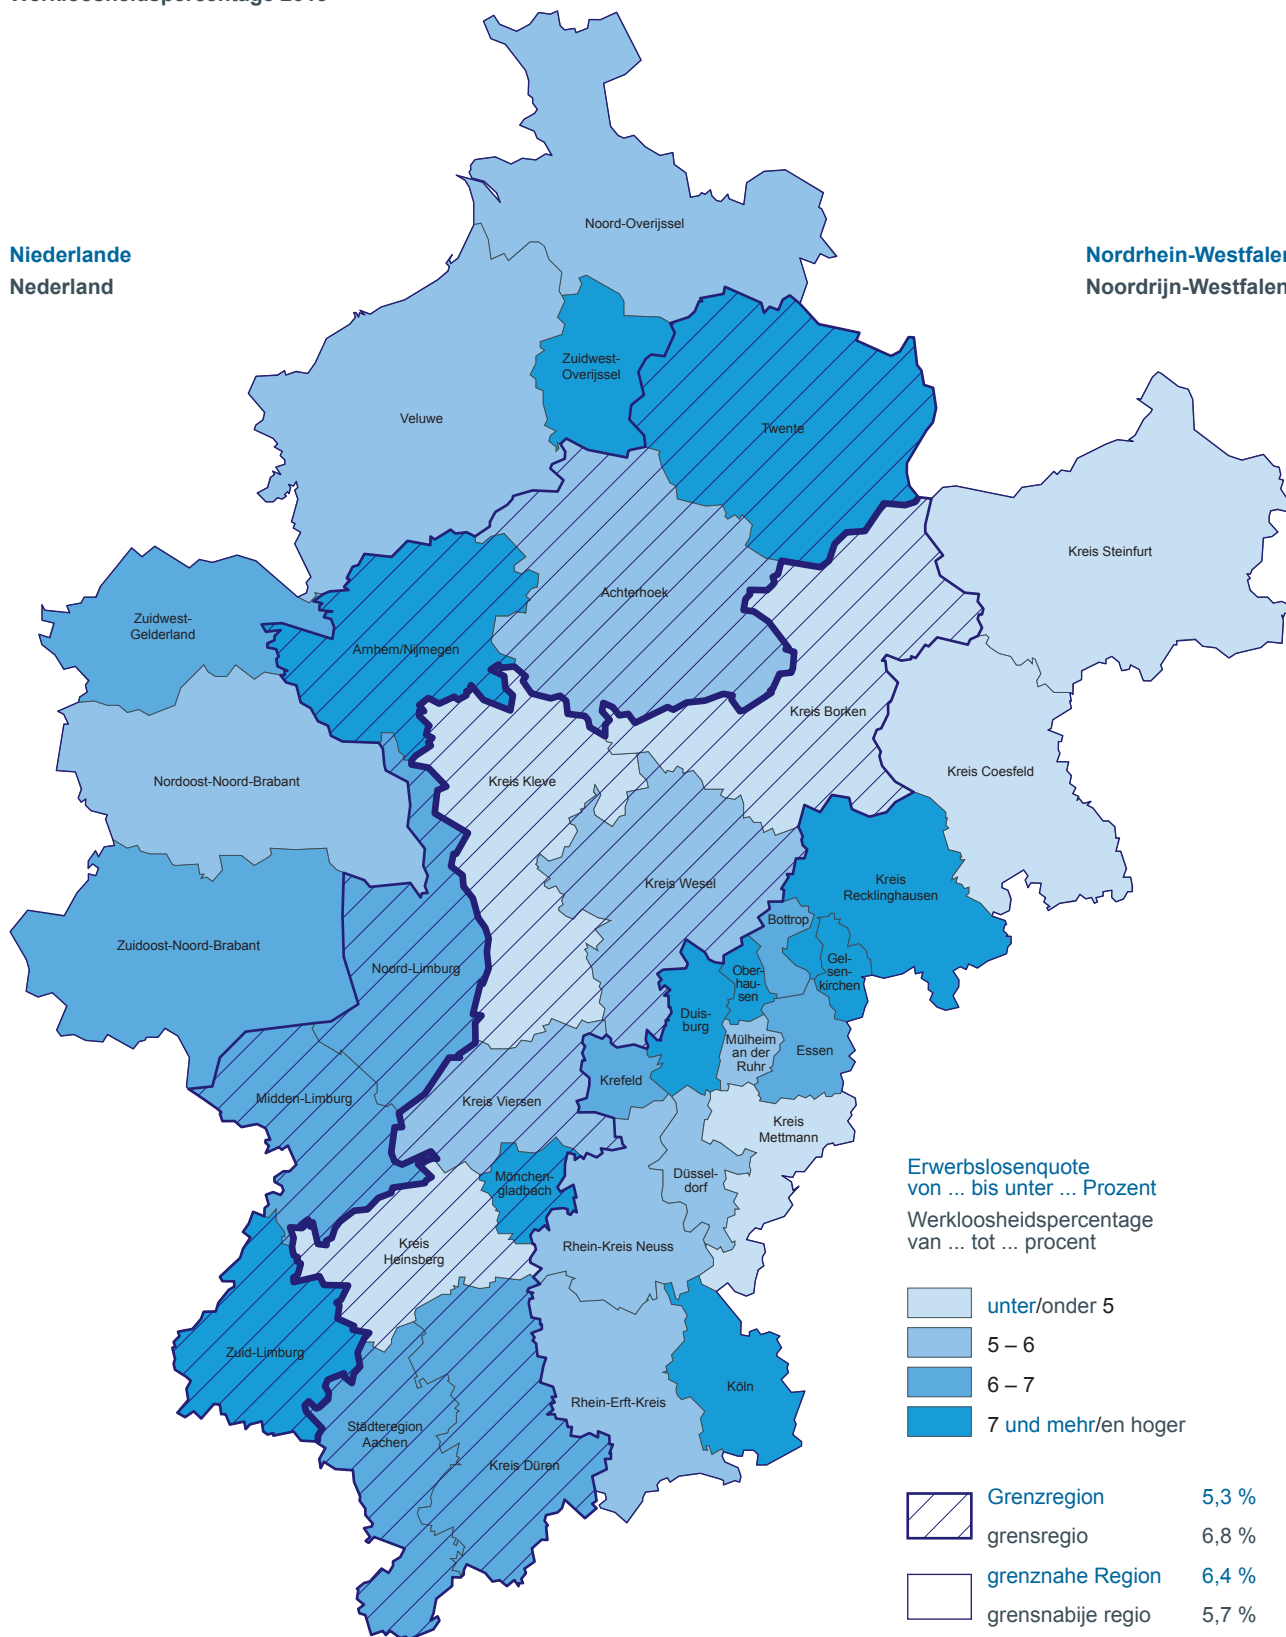 Niederlande
Nederland
Nordrhein-Westfalen
Noordrijn-Westfalen
Noord-Overijssel
Zuidwest-
Overijssel
Veluwe
Twente
Kreis Steinfurt
Achterhoek
Zuidwest-
Gelderland
Arnhem/Nijmegen
Kreis Borken
Kreis Coesfeld
Nordoost-Noord-Brabant
Kreis Kleve
Kreis Wesel
Kreis
Recklinghausen
Bottrop
Zuidoost-Noord-Brabant
Noord-Limburg
Gel-
sen-
kirchen
Ober-
hau-
sen
Duis-
burg
Mülheim
an der
Ruhr
Essen
Krefeld
Midden-Limburg
Kreis Viersen
Kreis
Mettmann
Mönchen-
gladbach
Düssel-
dorf
Kreis
Heinsberg
Rhein-Kreis Neuss
Zuid-Limburg
Köln
Rhein-Erft-Kreis
Städteregion
Aachen
Kreis Düren
Erwerbslosenquote
von ... bis unter ... Prozent
Werkloosheidspercentage
van ... tot ... procent
unter/onder 5
5 – 6
6 – 7
7 und mehr/en hoger
Grenzregion 5,3 %
grensregio 6,8 %
grenznahe Region 6,4 %
grensnabije regio 5,7 %